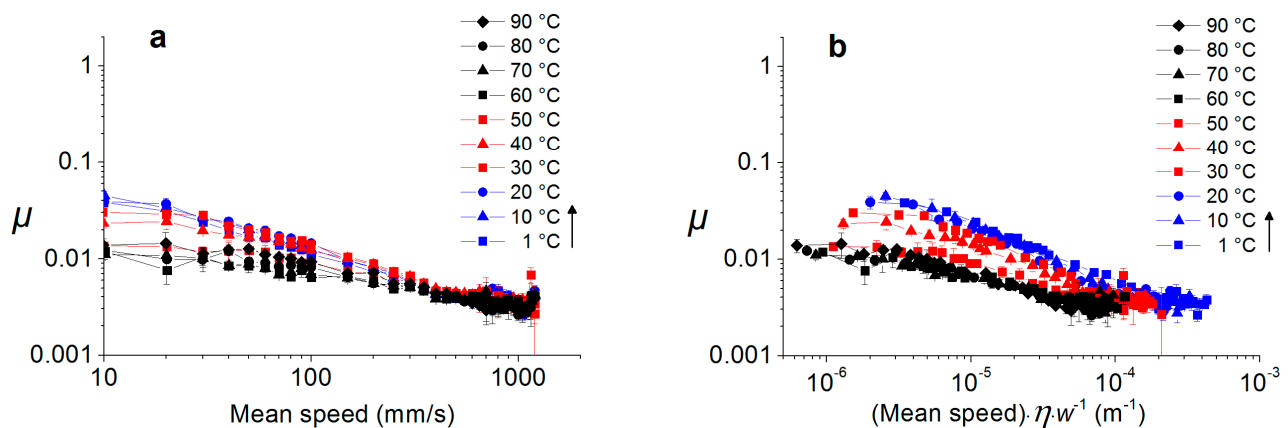 a
μ
1
0.1
0.01
0.001
10
100
1000
Mean speed (mm/s)
90 °C
80 °C
70 °C
60 °C
50 °C
40 °C
30 °C
20 °C
10 °C
1 °C
b
μ
1
0.1
0.01
0.001
10⁻⁶
10⁻⁵
10⁻⁴
10⁻³
(Mean speed)·η·w⁻¹ (m⁻¹)
90 °C
80 °C
70 °C
60 °C
50 °C
40 °C
30 °C
20 °C
10 °C
1 °C